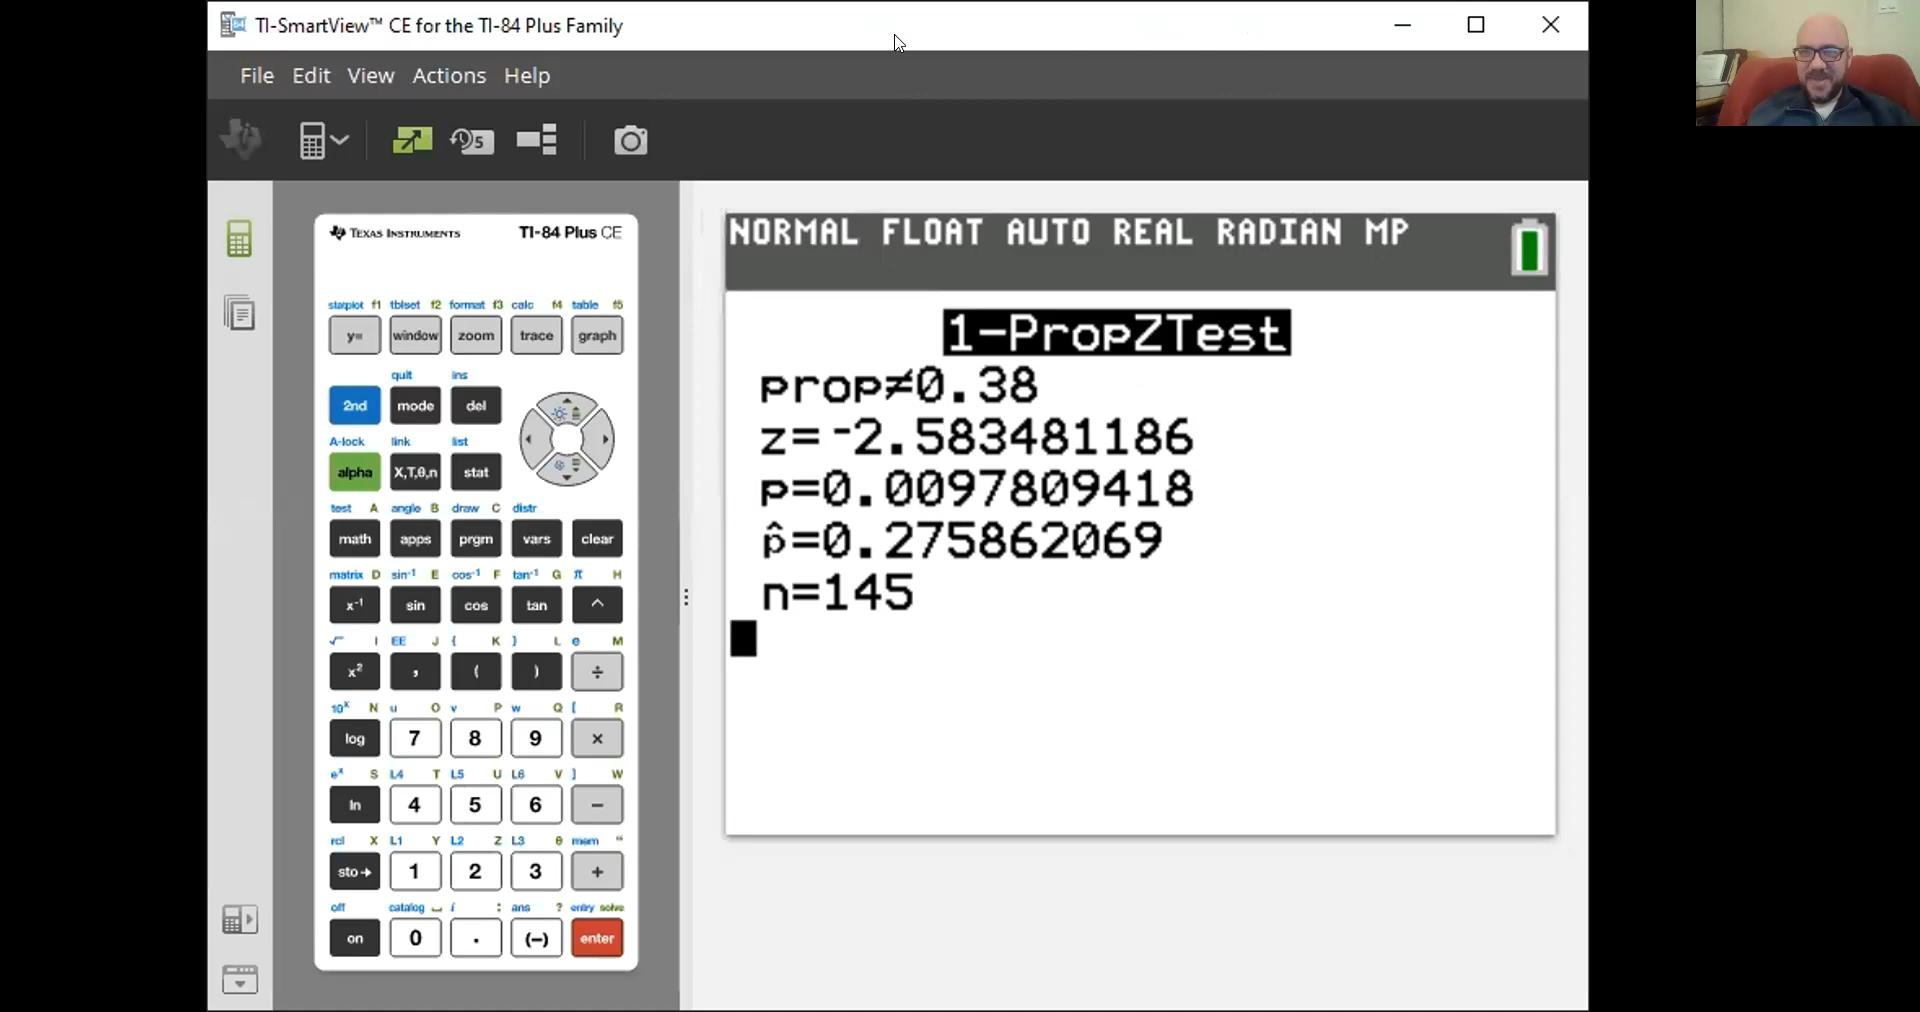 TI-SmartView™ CE for the TI-84 Plus Family
File Edit View Actions Help
5
TEXAS INSTRUMENTS TI-84 Plus CE
statplot f1 tblset f2 format f3 calc f4 table f5
y= window zoom trace graph
quit ins
2nd mode del
A-lock link list
alpha X,T,θ,n stat
test A angle B draw C distr
math apps prgm vars clear
matrix D sin⁻¹ E cos⁻¹ F tan⁻¹ G π H
x⁻¹ sin cos tan ^
√ I EE J { K } L e M
x² , ( ) ÷
10ˣ N u O v P w Q [ R
log 7 8 9 ×
eˣ S L4 T L5 U L6 V ] W
ln 4 5 6 −
rcl X L1 Y L2 Z L3 θ mem "
sto→ 1 2 3 +
off catalog ␣ i : ans ? entry solve
on 0 . (−) enter
NORMAL FLOAT AUTO REAL RADIAN MP
1-PropZTest
prop≠0.38
z=-2.583481186
p=0.0097809418
p̂=0.275862069
n=145